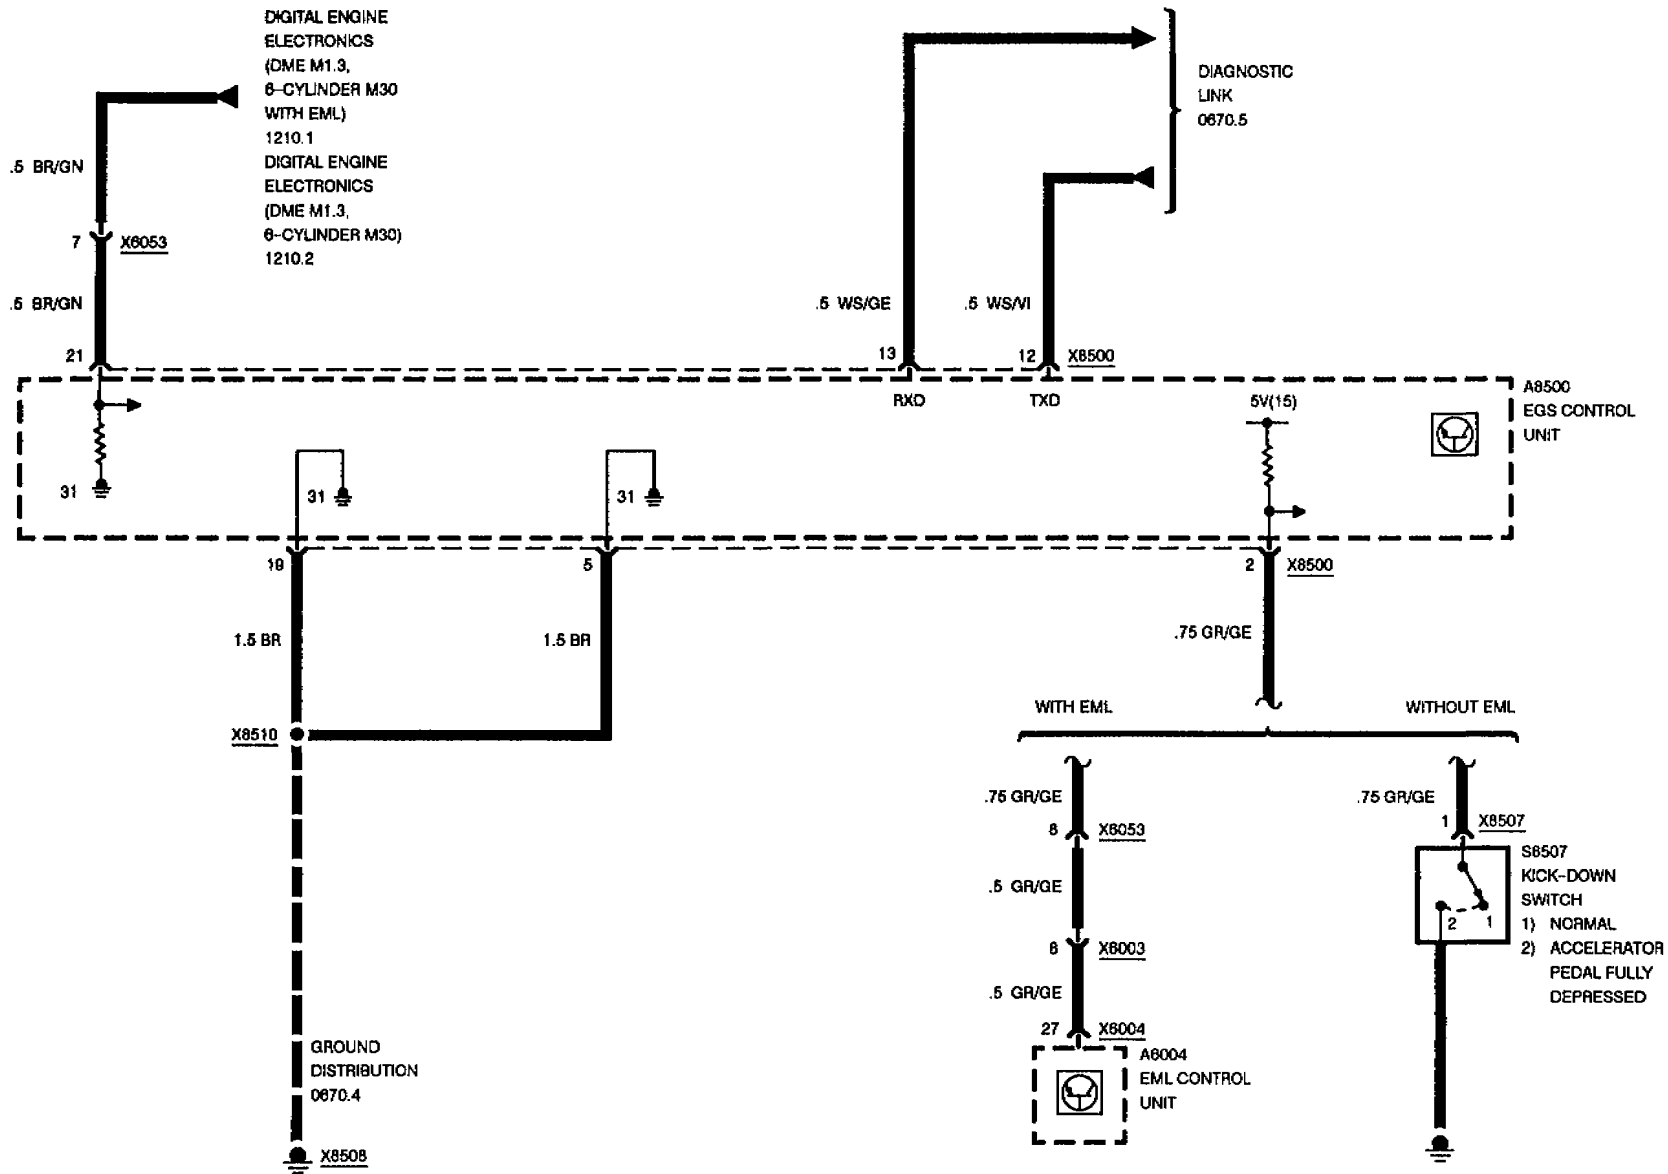 DIGITAL ENGINE
ELECTRONICS
(DME M1.3,
6-CYLINDER M30
WITH EML)
1210.1
DIGITAL ENGINE
ELECTRONICS
(DME M1.3,
6-CYLINDER M30)
1210.2
DIAGNOSTIC
LINK
0670.5
.5 BR/GN
7 X6053
.5 BR/GN
.5 WS/GE
.5 WS/VI
21
13
12 X8500
RXD
TXD
5V(15)
A8500
EGS CONTROL
UNIT
31
31
31
19
5
2 X8500
1.5 BR
1.5 BR
.75 GR/GE
WITH EML
WITHOUT EML
X8510
.75 GR/GE
.75 GR/GE
6 X6053
1 X8507
.5 GR/GE
S8507
KICK-DOWN
SWITCH
1) NORMAL
2) ACCELERATOR
PEDAL FULLY
DEPRESSED
2 1
6 X6003
.5 GR/GE
27 X6004
A6004
EML CONTROL
UNIT
GROUND
DISTRIBUTION
0670.4
X8508